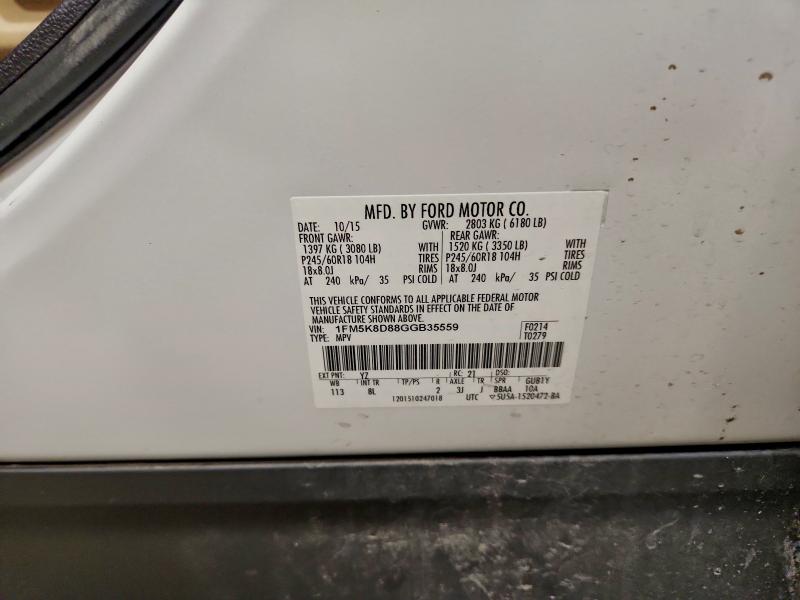 MFD. BY FORD MOTOR CO.
DATE: 10/15 GVWR: 2803 KG ( 6180 LB)
FRONT GAWR: REAR GAWR:
1397 KG ( 3080 LB) WITH 1520 KG ( 3350 LB) WITH
P245/60R18 104H TIRES P245/60R18 104H TIRES
18x8.0J RIMS 18x8.0J RIMS
AT 240 kPa/ 35 PSI COLD AT 240 kPa/ 35 PSI COLD
THIS VEHICLE CONFORMS TO ALL APPLICABLE FEDERAL MOTOR
VEHICLE SAFETY STANDARDS IN EFFECT ON THE DATE OF
MANUFACTURE SHOWN ABOVE.
VIN: 1FM5K8D88GGB35559 F0214
TYPE: MPV T0279
EXT PNT: YZ RC: 21 DSO:
WB INT TR TP/PS R AXLE TR SPR GUB1Y
113 8L 2 3J J BBAA 10A
1201510247018 UTC ▽5U5A-1520472-BA